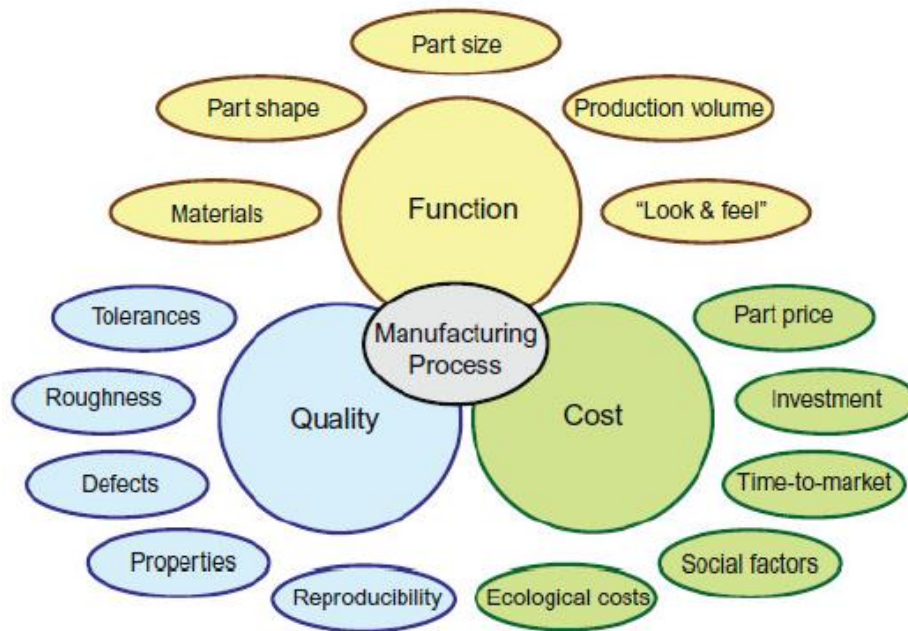 Part size
Part shape
Production volume
Materials
Function
“Look & feel”
Tolerances
Manufacturing
Process
Part price
Roughness
Investment
Quality
Cost
Defects
Time-to-market
Properties
Social factors
Reproducibility
Ecological costs